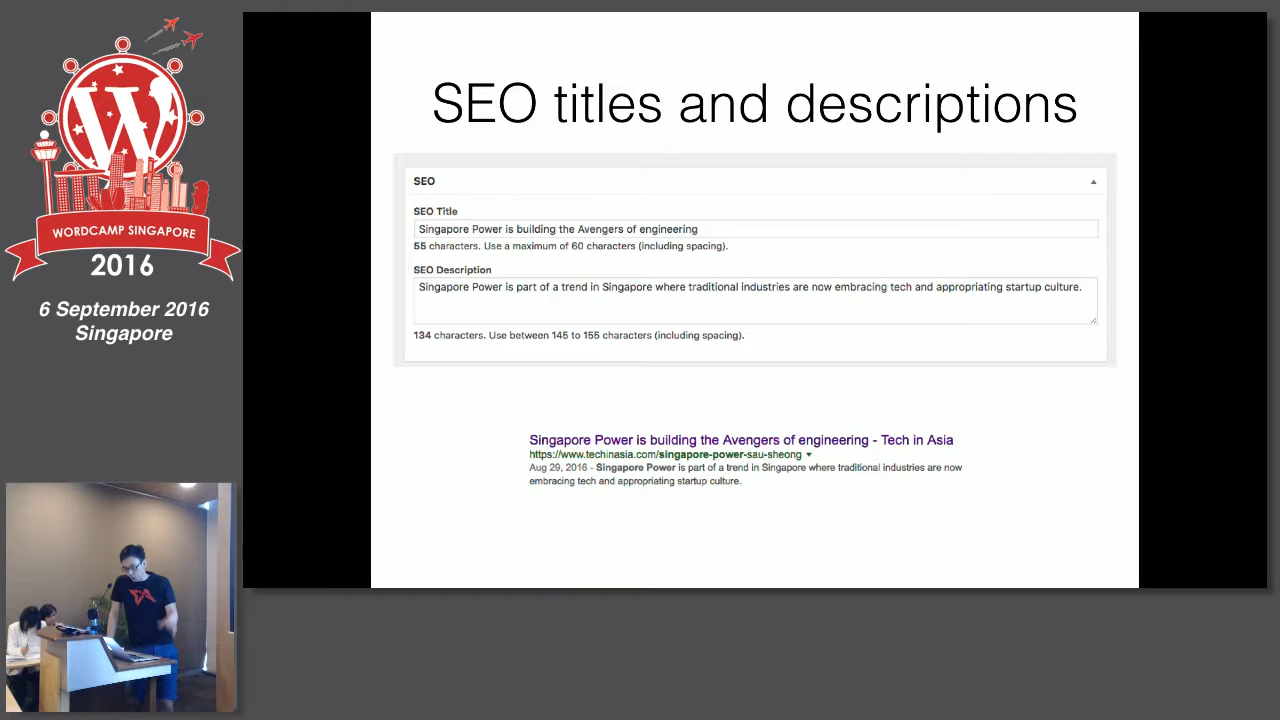 WORDCAMP SINGAPORE
2016
6 September 2016
Singapore
SEO titles and descriptions
SEO
SEO Title
Singapore Power is building the Avengers of engineering
55 characters. Use a maximum of 60 characters (including spacing).
SEO Description
Singapore Power is part of a trend in Singapore where traditional industries are now embracing tech and appropriating startup culture.
134 characters. Use between 145 to 155 characters (including spacing).
Singapore Power is building the Avengers of engineering - Tech in Asia
https://www.techinasia.com/singapore-power-sau-sheong
Aug 29, 2016 - Singapore Power is part of a trend in Singapore where traditional industries are now
embracing tech and appropriating startup culture.